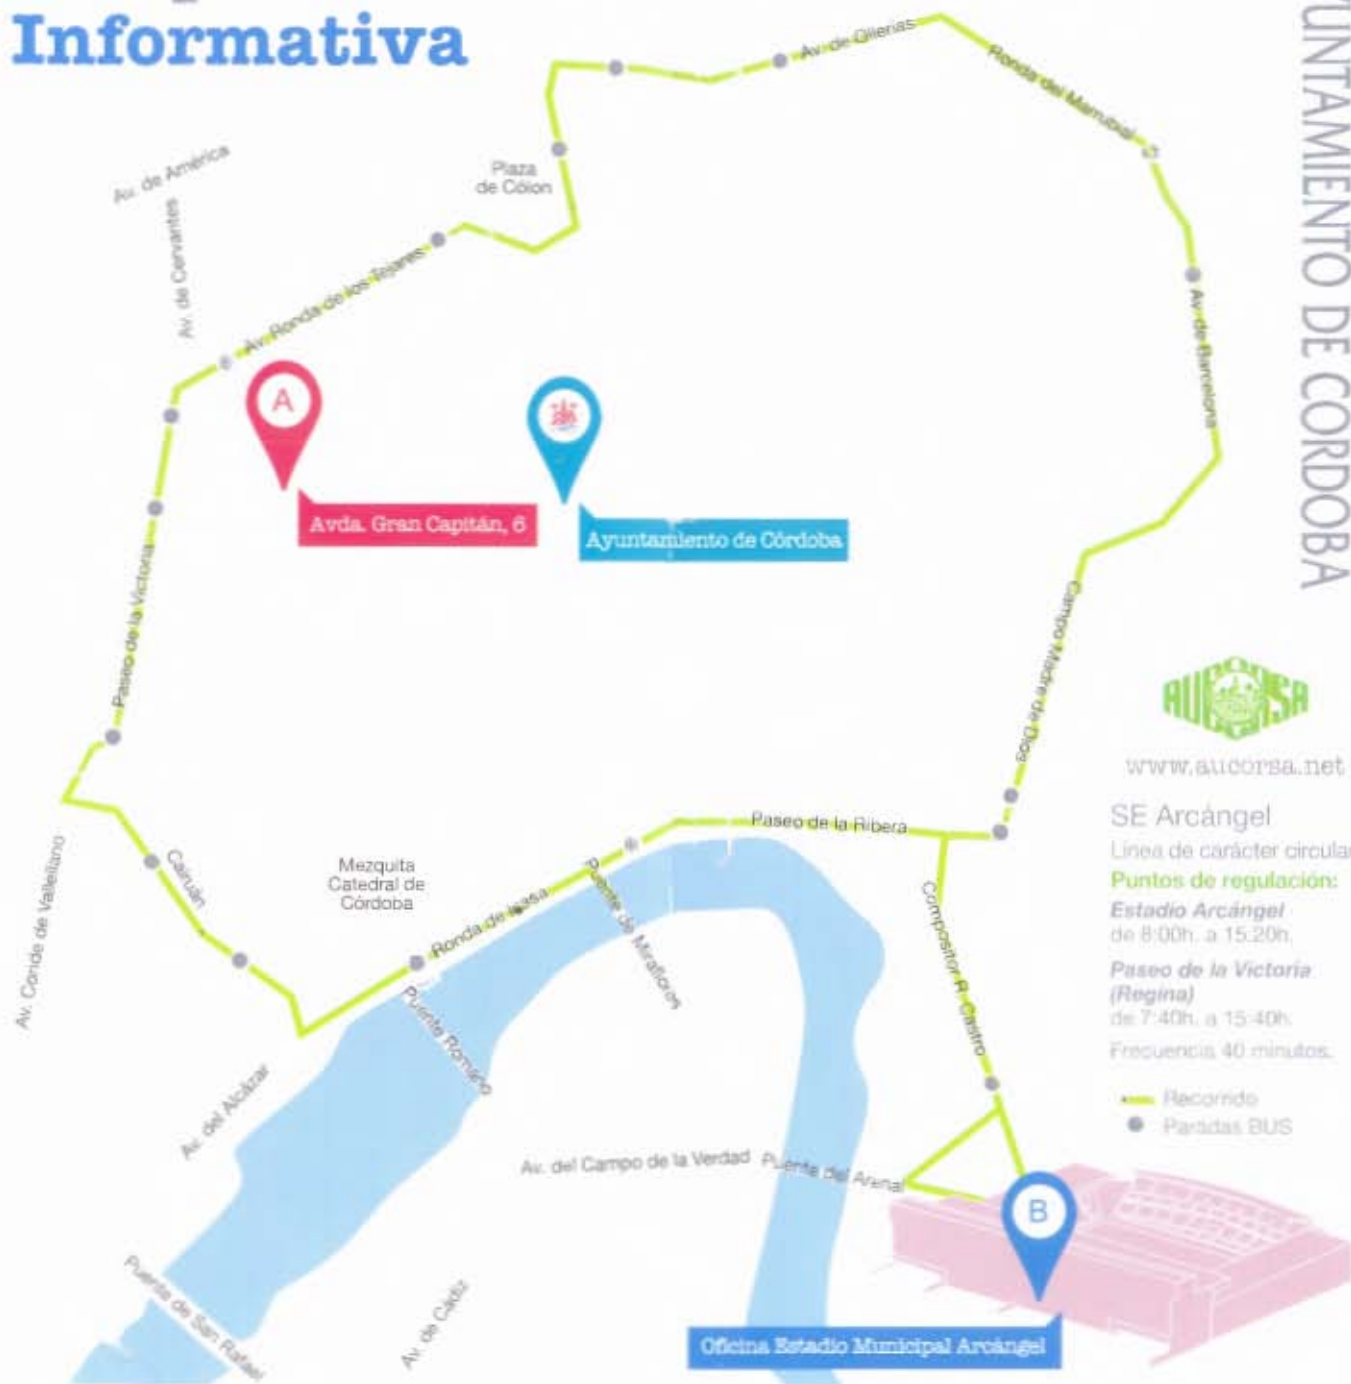 Informativa
AYUNTAMIENTO DE CORDOBA
Av. de Ollerias
Ronda del Marrubial
Av. de América
Plaza
de Cólon
Av. de Cervantes
Av. Ronda de los Tejares
Av. de Barcelona
A
Avda. Gran Capitán, 6
Ayuntamiento de Córdoba
Paseo de la Victoria
Campo Madre de Dios
AUCORSA
www.aucorsa.net
SE Arcángel
Linea de carácter circular
Puntos de regulación:
Estadio Arcángel
de 8:00h. a 15:20h.
Paseo de la Victoria
(Regina)
de 7:40h. a 15:40h.
Frecuencia 40 minutos.
Recorrido
Paradas BUS
Paseo de la Ribera
Mezquita
Catedral de
Córdoba
Cairuán
Av. Conde de Vallellano
Ronda de Isasa
Puente de Miraflores
Compositor R. Castro
Puente Romano
Av. del Alcázar
Av. del Campo de la Verdad
Puente del Arenal
B
Puente de San Rafael
Av. de Cádiz
Oficina Estadio Municipal Arcángel